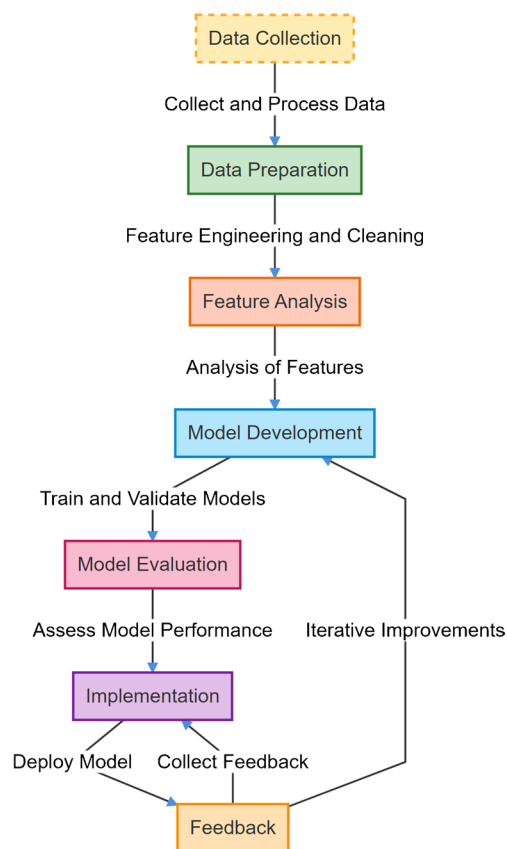 Data Collection
Collect and Process Data
Data Preparation
Feature Engineering and Cleaning
Feature Analysis
Analysis of Features
Model Development
Train and Validate Models
Model Evaluation
Assess Model Performance
Iterative Improvements
Implementation
Deploy Model
Collect Feedback
Feedback